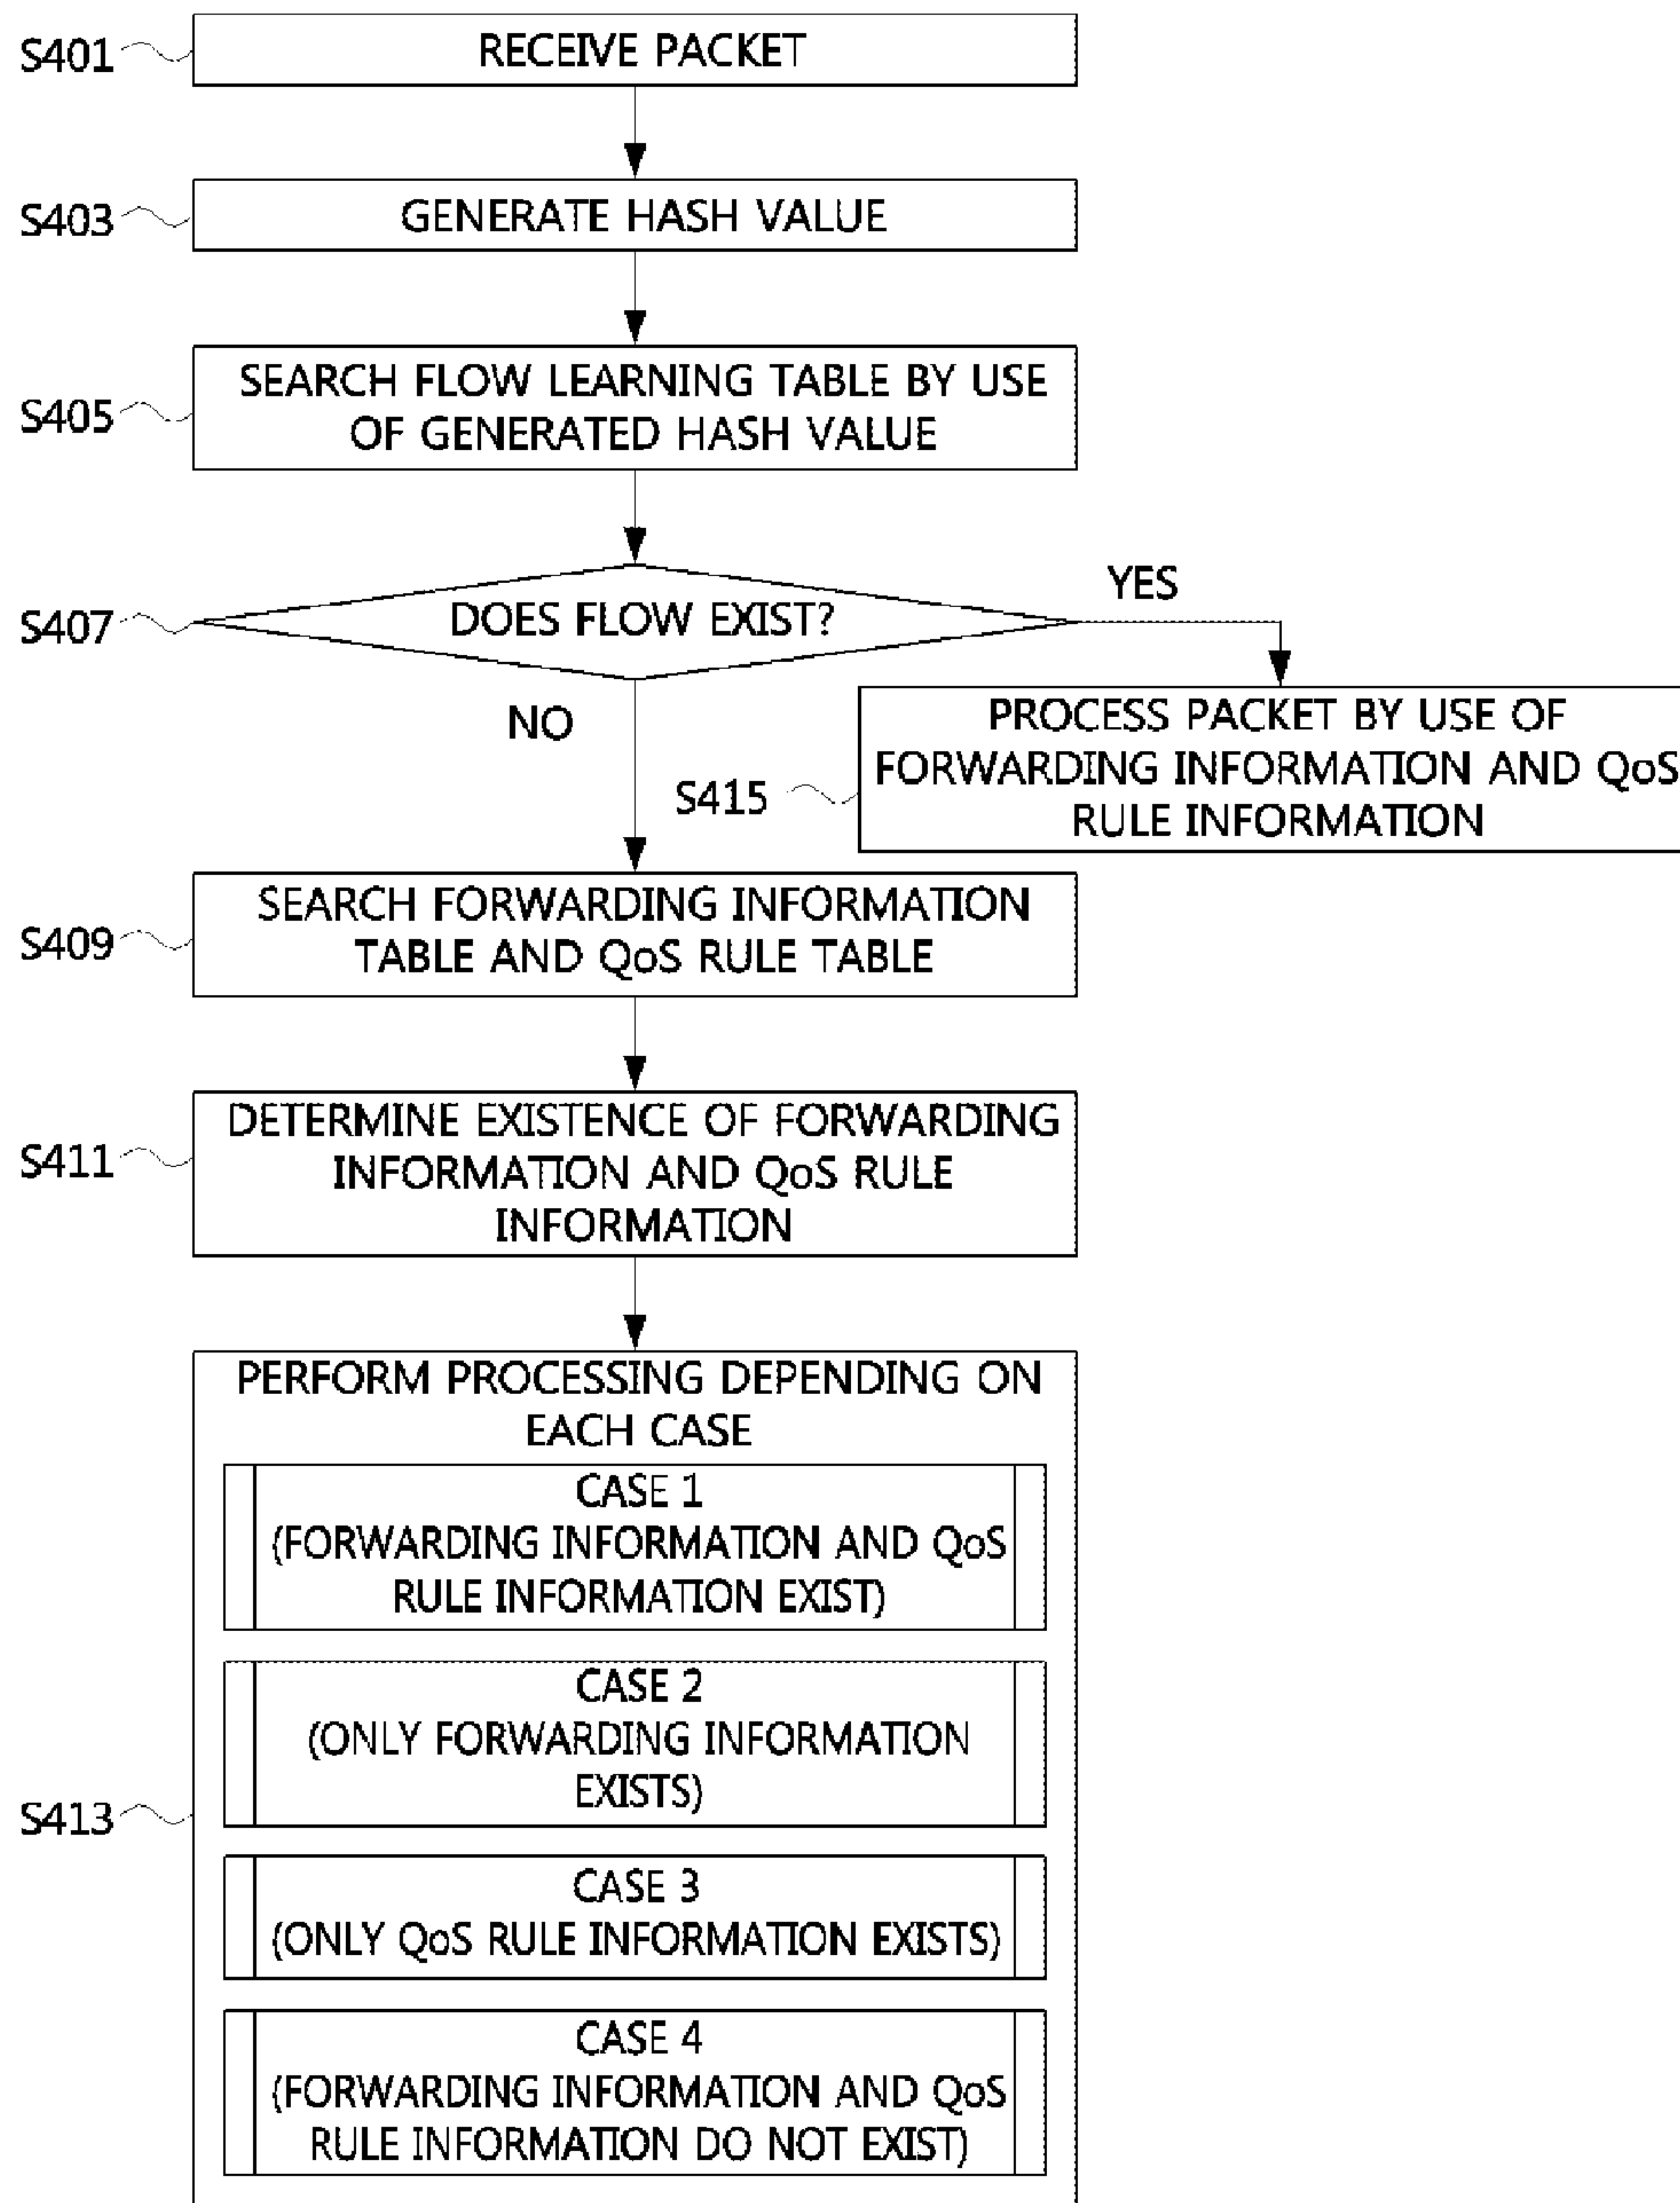 S401
RECEIVE PACKET
S403
GENERATE HASH VALUE
S405
SEARCH FLOW LEARNING TABLE BY USE
OF GENERATED HASH VALUE
S407
DOES FLOW EXIST?
YES
NO
S415
PROCESS PACKET BY USE OF
FORWARDING INFORMATION AND QoS
RULE INFORMATION
S409
SEARCH FORWARDING INFORMATION
TABLE AND QoS RULE TABLE
S411
DETERMINE EXISTENCE OF FORWARDING
INFORMATION AND QoS RULE
INFORMATION
S413
PERFORM PROCESSING DEPENDING ON
EACH CASE
CASE 1
(FORWARDING INFORMATION AND QoS
RULE INFORMATION EXIST)
CASE 2
(ONLY FORWARDING INFORMATION
EXISTS)
CASE 3
(ONLY QoS RULE INFORMATION EXISTS)
CASE 4
(FORWARDING INFORMATION AND QoS
RULE INFORMATION DO NOT EXIST)